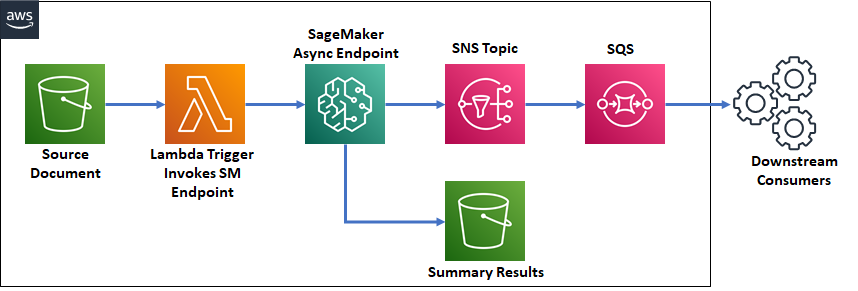 aws
SageMaker
Async Endpoint
SNS Topic
SQS
Source
Document
Lambda Trigger
Invokes SM
Endpoint
Downstream
Consumers
Summary Results